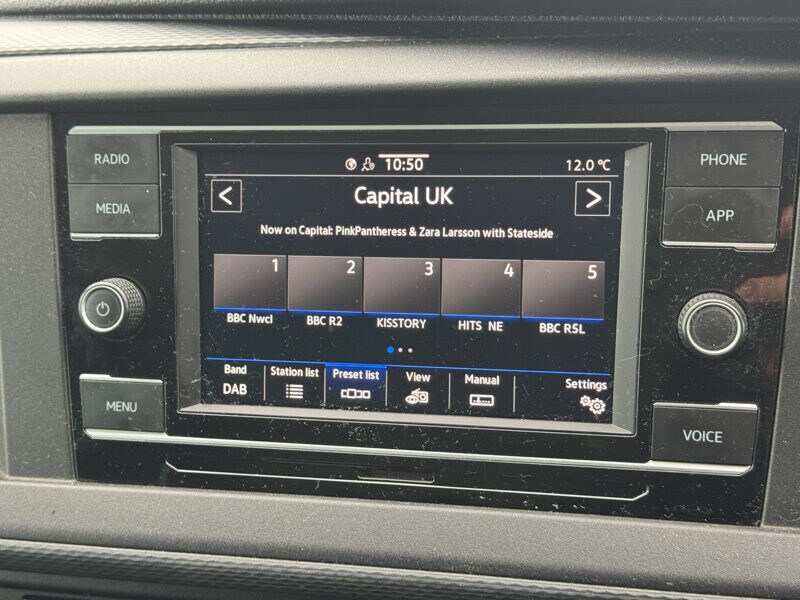 RADIO
MEDIA
MENU
10:50
12.0 °C
<
Capital UK
>
Now on Capital: PinkPantheress & Zara Larsson with Stateside
1
2
3
4
5
BBC Nwcl
BBC R2
KISSTORY
HITS NE
BBC R5L
Band
DAB
Station list
Preset list
View
Manual
Settings
PHONE
APP
VOICE